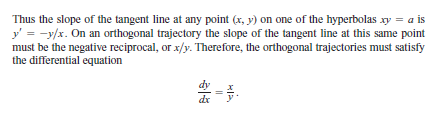 Thus the slope of the tangent line at any point (x, y) on one of the hyperbolas xy = a is
y′ = −y/x. On an orthogonal trajectory the slope of the tangent line at this same point
must be the negative reciprocal, or x/y. Therefore, the orthogonal trajectories must satisfy
the differential equation
dy/dx = x/y.